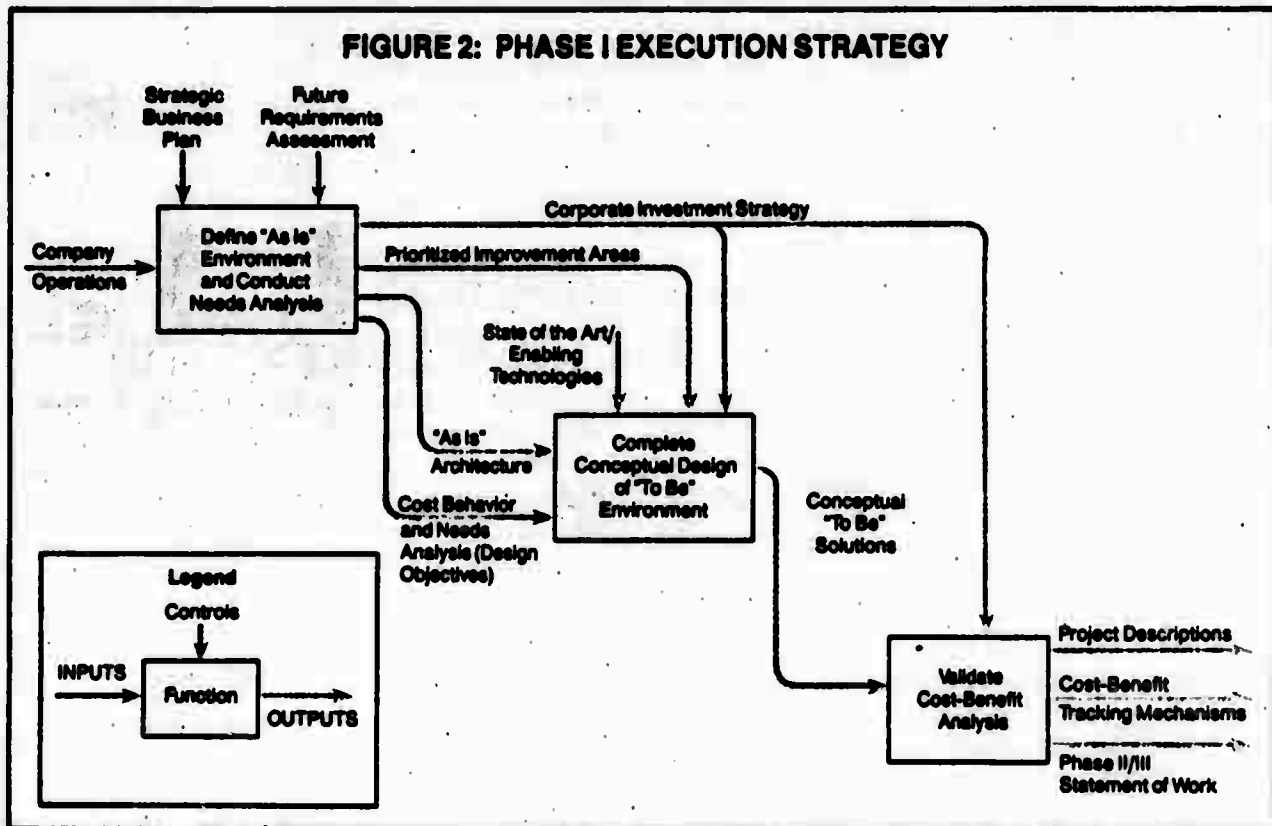 FIGURE 2: PHASE I EXECUTION STRATEGY
Strategic
Business
Plan
Future
Requirements
Assessment
Company
Operations
Define "As Is"
Environment
and Conduct
Needs Analysis
Corporate Investment Strategy
Prioritized Improvement Areas
State of the Art/
Enabling
Technologies
"As Is"
Architecture
Cost Behavior
and Needs
Analysis (Design
Objectives)
Complete
Conceptual Design
of "To Be"
Environment
Conceptual
"To Be"
Solutions
Legend
Controls
INPUTS
Function
OUTPUTS
Validate
Cost-Benefit
Analysis
Project Descriptions
Cost-Benefit
Tracking Mechanisms
Phase II/III
Statement of Work